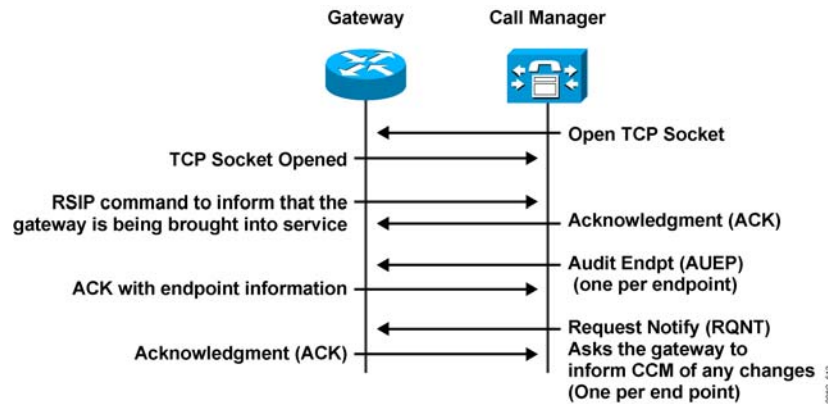 Gateway
Call Manager
Open TCP Socket
TCP Socket Opened
RSIP command to inform that the
gateway is being brought into service
Acknowledgment (ACK)
Audit Endpt (AUEP)
(one per endpoint)
ACK with endpoint information
Request Notify (RQNT)
Asks the gateway to
inform CCM of any changes
(One per end point)
Acknowledgment (ACK)